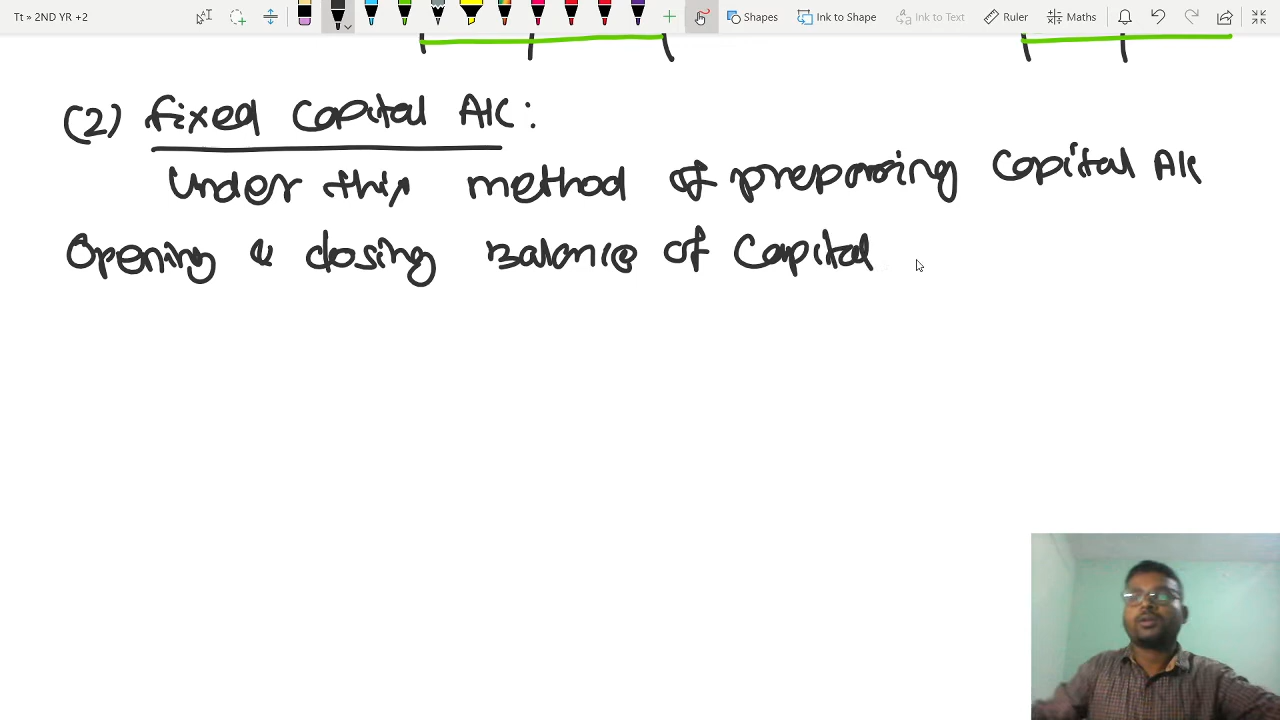 Tt » 2ND YR +2
Shapes
Ink to Shape
Ink to Text
Ruler
Maths
(2) Fixed Capital A/C :
Under this method of preparing Capital A/C
Opening & closing Balance of Capital